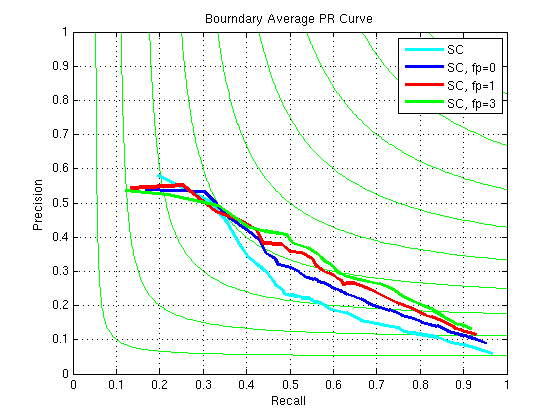 Bourndary Average PR Curve
1
0.9
0.8
0.7
0.6
0.5
0.4
0.3
0.2
0.1
0
Precision
SC
SC, fp=0
SC, fp=1
SC, fp=3
0 0.1 0.2 0.3 0.4 0.5 0.6 0.7 0.8 0.9 1
Recall